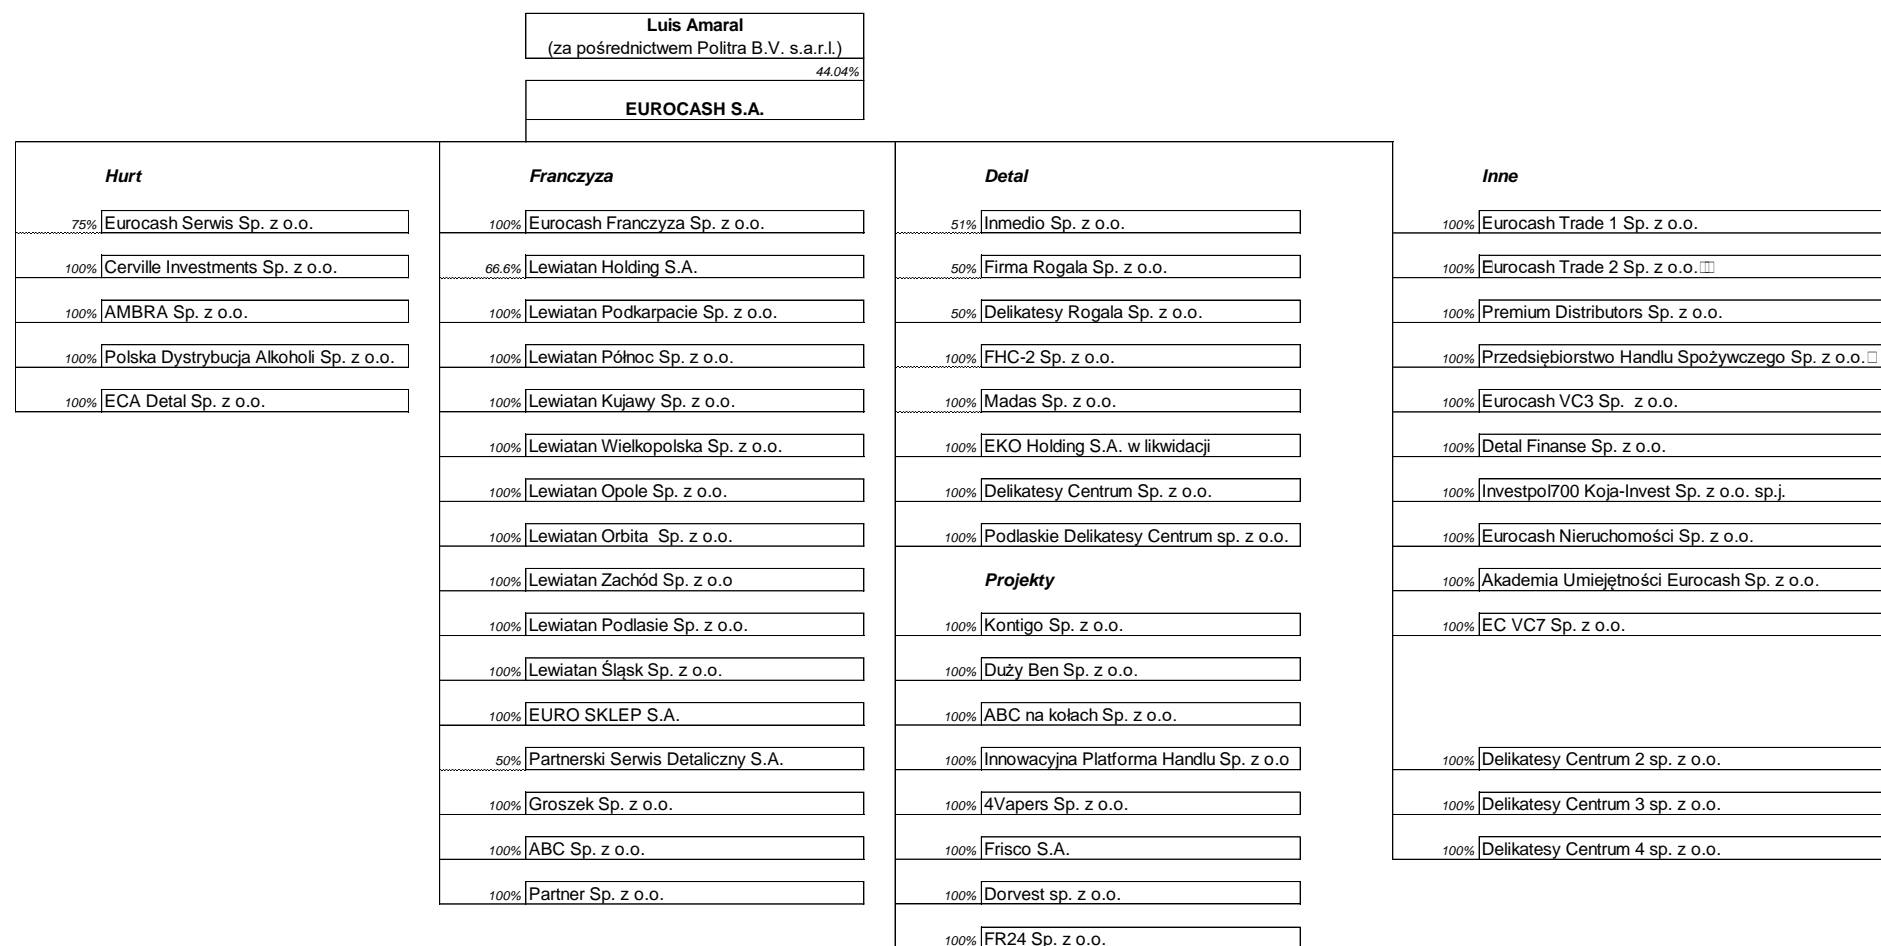 Luis Amaral
(za pośrednictwem Politra B.V. s.a.r.l.)
44.04%
EUROCASH S.A.
Hurt
75% Eurocash Serwis Sp. z o.o.
100% Cerville Investments Sp. z o.o.
100% AMBRA Sp. z o.o.
100% Polska Dystrybucja Alkoholi Sp. z o.o.
100% ECA Detal Sp. z o.o.
Franczyza
100% Eurocash Franczyza Sp. z o.o.
66.6% Lewiatan Holding S.A.
100% Lewiatan Podkarpacie Sp. z o.o.
100% Lewiatan Północ Sp. z o.o.
100% Lewiatan Kujawy Sp. z o.o.
100% Lewiatan Wielkopolska Sp. z o.o.
100% Lewiatan Opole Sp. z o.o.
100% Lewiatan Orbita Sp. z o.o.
100% Lewiatan Zachód Sp. z o.o
100% Lewiatan Podlasie Sp. z o.o.
100% Lewiatan Śląsk Sp. z o.o.
100% EURO SKLEP S.A.
50% Partnerski Serwis Detaliczny S.A.
100% Groszek Sp. z o.o.
100% ABC Sp. z o.o.
100% Partner Sp. z o.o.
Detal
51% Inmedio Sp. z o.o.
50% Firma Rogala Sp. z o.o.
50% Delikatesy Rogala Sp. z o.o.
100% FHC-2 Sp. z o.o.
100% Madas Sp. z o.o.
100% EKO Holding S.A. w likwidacji
100% Delikatesy Centrum Sp. z o.o.
100% Podlaskie Delikatesy Centrum sp. z o.o.
Projekty
100% Kontigo Sp. z o.o.
100% Duży Ben Sp. z o.o.
100% ABC na kołach Sp. z o.o.
100% Innowacyjna Platforma Handlu Sp. z o.o
100% 4Vapers Sp. z o.o.
100% Frisco S.A.
100% Dorvest sp. z o.o.
100% FR24 Sp. z o.o.
Inne
100% Eurocash Trade 1 Sp. z o.o.
100% Eurocash Trade 2 Sp. z o.o.
100% Premium Distributors Sp. z o.o.
100% Przedsiębiorstwo Handlu Spożywczego Sp. z o.o.
100% Eurocash VC3 Sp. z o.o.
100% Detal Finanse Sp. z o.o.
100% Investpol700 Koja-Invest Sp. z o.o. sp.j.
100% Eurocash Nieruchomości Sp. z o.o.
100% Akademia Umiejętności Eurocash Sp. z o.o.
100% EC VC7 Sp. z o.o.
100% Delikatesy Centrum 2 sp. z o.o.
100% Delikatesy Centrum 3 sp. z o.o.
100% Delikatesy Centrum 4 sp. z o.o.